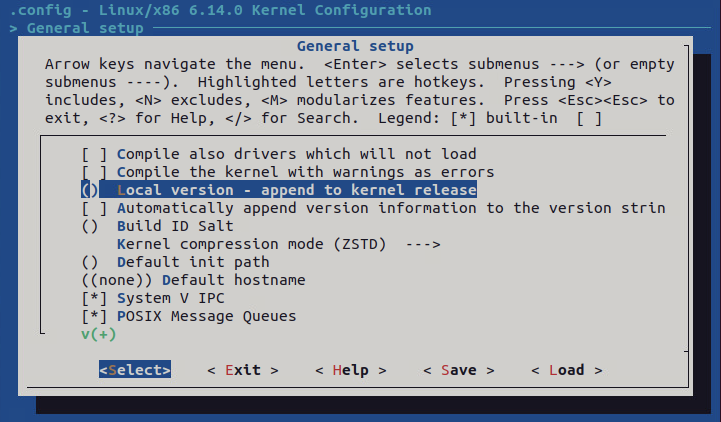 .config - Linux/x86 6.14.0 Kernel Configuration
> General setup
General setup
Arrow keys navigate the menu.  <Enter> selects submenus ---> (or empty
submenus ----).  Highlighted letters are hotkeys.  Pressing <Y>
includes, <N> excludes, <M> modularizes features.  Press <Esc><Esc> to
exit, <?> for Help, </> for Search.  Legend: [*] built-in  [ ]
[ ] Compile also drivers which will not load
[ ] Compile the kernel with warnings as errors
()  Local version - append to kernel release
[ ] Automatically append version information to the version strin
()  Build ID Salt
Kernel compression mode (ZSTD)  --->
()  Default init path
((none)) Default hostname
[*] System V IPC
[*] POSIX Message Queues
v(+)
<Select>    < Exit >    < Help >    < Save >    < Load >